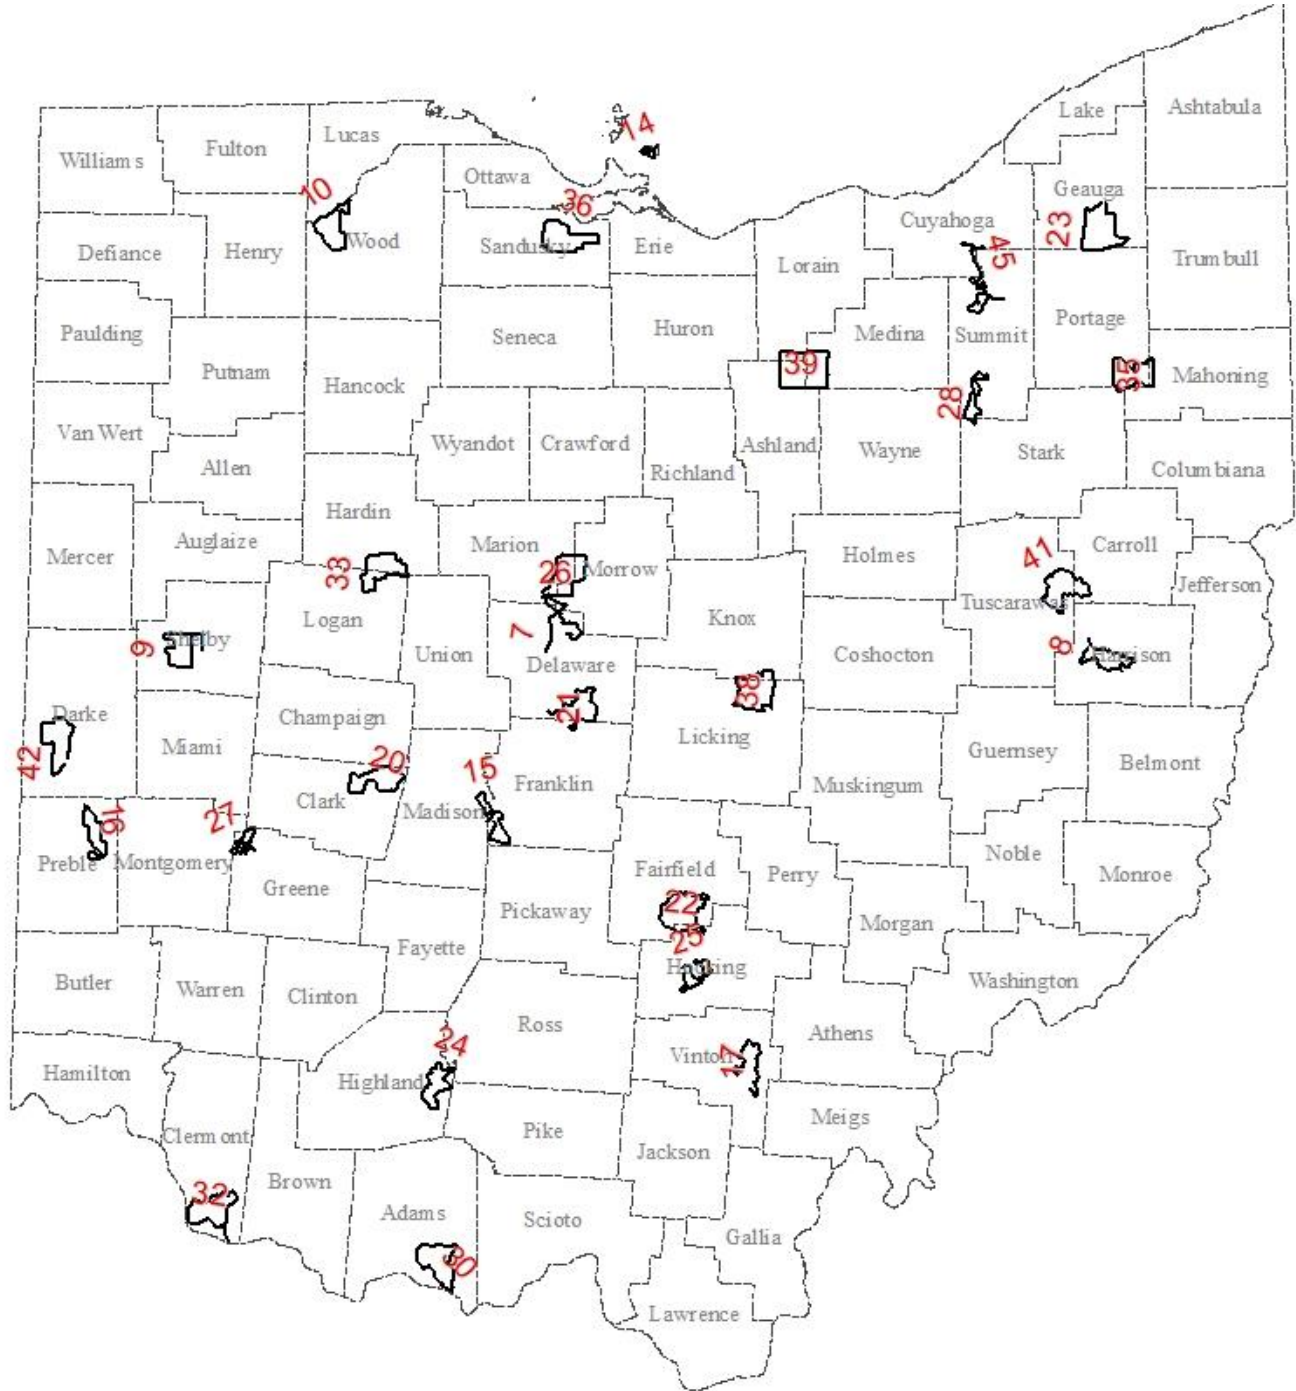 Ashtabula
Lake
14
Lucas
Fulton
Williams
Ottawa
Geauga
10
36
Cuyahoga
23
Wood
Sandusky
Erie
45
Henry
Defiance
Lorain
Trumbull
Portage
Huron
Medina
Summit
Paulding
Seneca
39
35
Mahoning
Putnam
Hancock
28
Van Wert
Wyandot
Crawford
Ashland
Wayne
Stark
Allen
Richland
Columbiana
Hardin
Auglaize
Marion
Carroll
Mercer
Holmes
41
33
26
Morrow
Jefferson
Tuscarawas
Logan
Knox
7
9
Shelby
8
Harrison
Union
Coshocton
Delaware
38
21
Darke
Champaign
Licking
Miami
Guernsey
42
20
Belmont
15
Franklin
Muskingum
Clark
Madison
16
27
Noble
Preble
Montgomery
Fairfield
Perry
Monroe
Greene
22
Pickaway
Morgan
25
Fayette
Hocking
Butler
Warren
Clinton
Washington
Ross
Athens
24
Vinton
17
Hamilton
Highland
Meigs
Clermont
Pike
Jackson
Brown
32
Adams
Scioto
Gallia
30
Lawrence